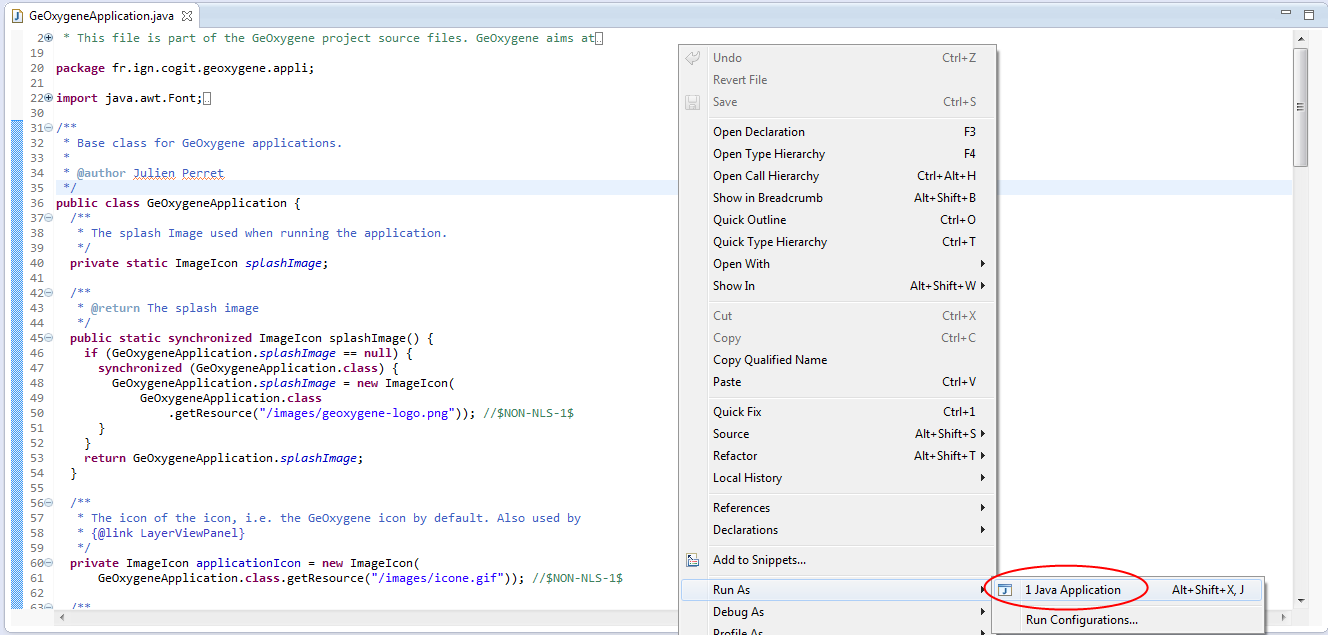 GeOxygeneApplication.java
2 * This file is part of the GeOxygene project source files. GeOxygene aims at
19
20 package fr.ign.cogit.geoxygene.appli;
21
22 import java.awt.Font;
30
31 /**
32 * Base class for GeOxygene applications.
33 *
34 * @author Julien Perret
35 */
36 public class GeOxygeneApplication {
37 /**
38 * The splash Image used when running the application.
39 */
40 private static ImageIcon splashImage;
41
42 /**
43 * @return The splash image
44 */
45 public static synchronized ImageIcon splashImage() {
46 if (GeOxygeneApplication.splashImage == null) {
47 synchronized (GeOxygeneApplication.class) {
48 GeOxygeneApplication.splashImage = new ImageIcon(
49 GeOxygeneApplication.class
50 .getResource("/images/geoxygene-logo.png")); //$NON-NLS-1$
51 }
52 }
53 return GeOxygeneApplication.splashImage;
54 }
55
56 /**
57 * The icon of the icon, i.e. the GeOxygene icon by default. Also used by
58 * {@link LayerViewPanel}
59 */
60 private ImageIcon applicationIcon = new ImageIcon(
61 GeOxygeneApplication.class.getResource("/images/icone.gif")); //$NON-NLS-1$
62
63 /**
Undo Ctrl+Z
Revert File
Save Ctrl+S
Open Declaration F3
Open Type Hierarchy F4
Open Call Hierarchy Ctrl+Alt+H
Show in Breadcrumb Alt+Shift+B
Quick Outline Ctrl+O
Quick Type Hierarchy Ctrl+T
Open With
Show In Alt+Shift+W
Cut Ctrl+X
Copy Ctrl+C
Copy Qualified Name
Paste Ctrl+V
Quick Fix Ctrl+1
Source Alt+Shift+S
Refactor Alt+Shift+T
Local History
References
Declarations
Add to Snippets...
Run As
Debug As
Profile As
1 Java Application Alt+Shift+X, J
Run Configurations...